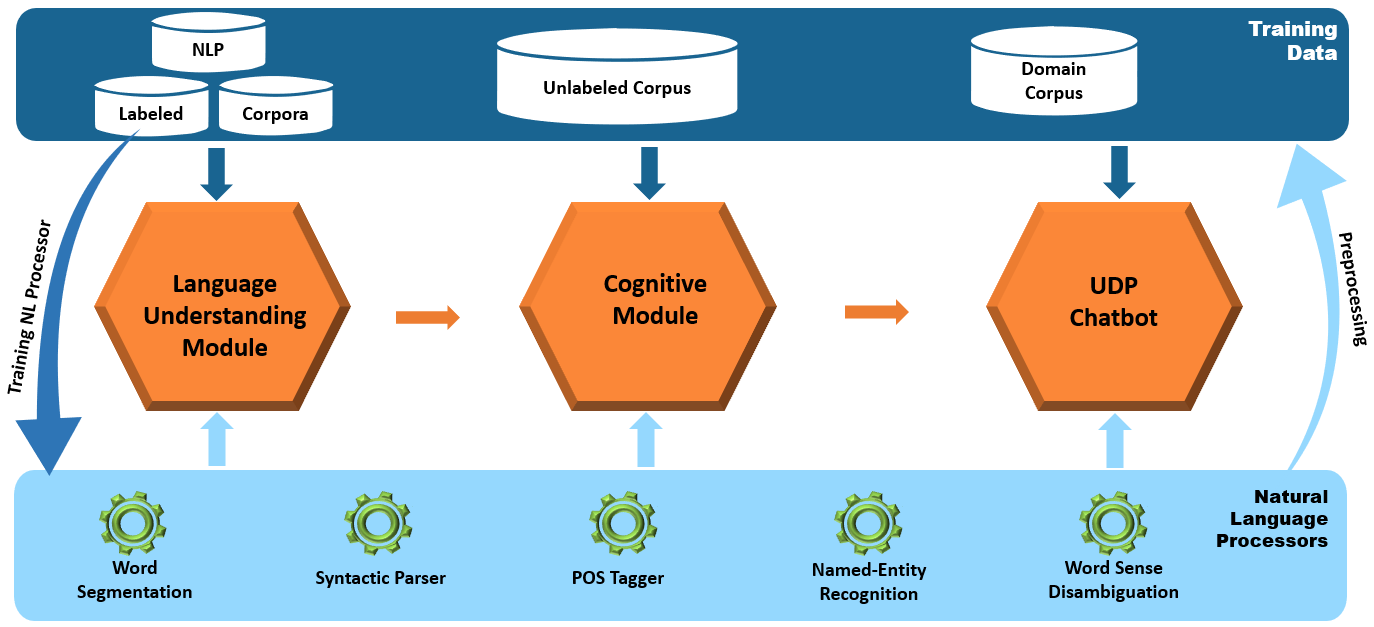 Training
Data
NLP
Labeled
Corpora
Unlabeled Corpus
Domain
Corpus
Training NL Processor
Language
Understanding
Module
Cognitive
Module
UDP
Chatbot
Preprocessing
Natural
Language
Processors
Word
Segmentation
Syntactic Parser
POS Tagger
Named-Entity
Recognition
Word Sense
Disambiguation